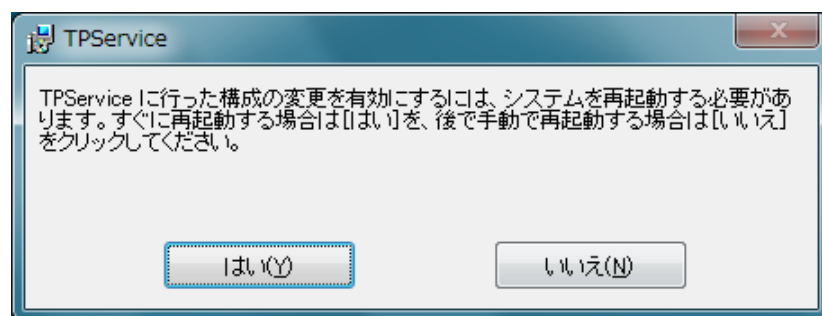 TPService
TPService に行った構成の変更を有効にするには、システムを再起動する必要があ
ります。すぐに再起動する場合は[はい]を、後で手動で再起動する場合は[いいえ]
をクリックしてください。
はい(Y)
いいえ(N)